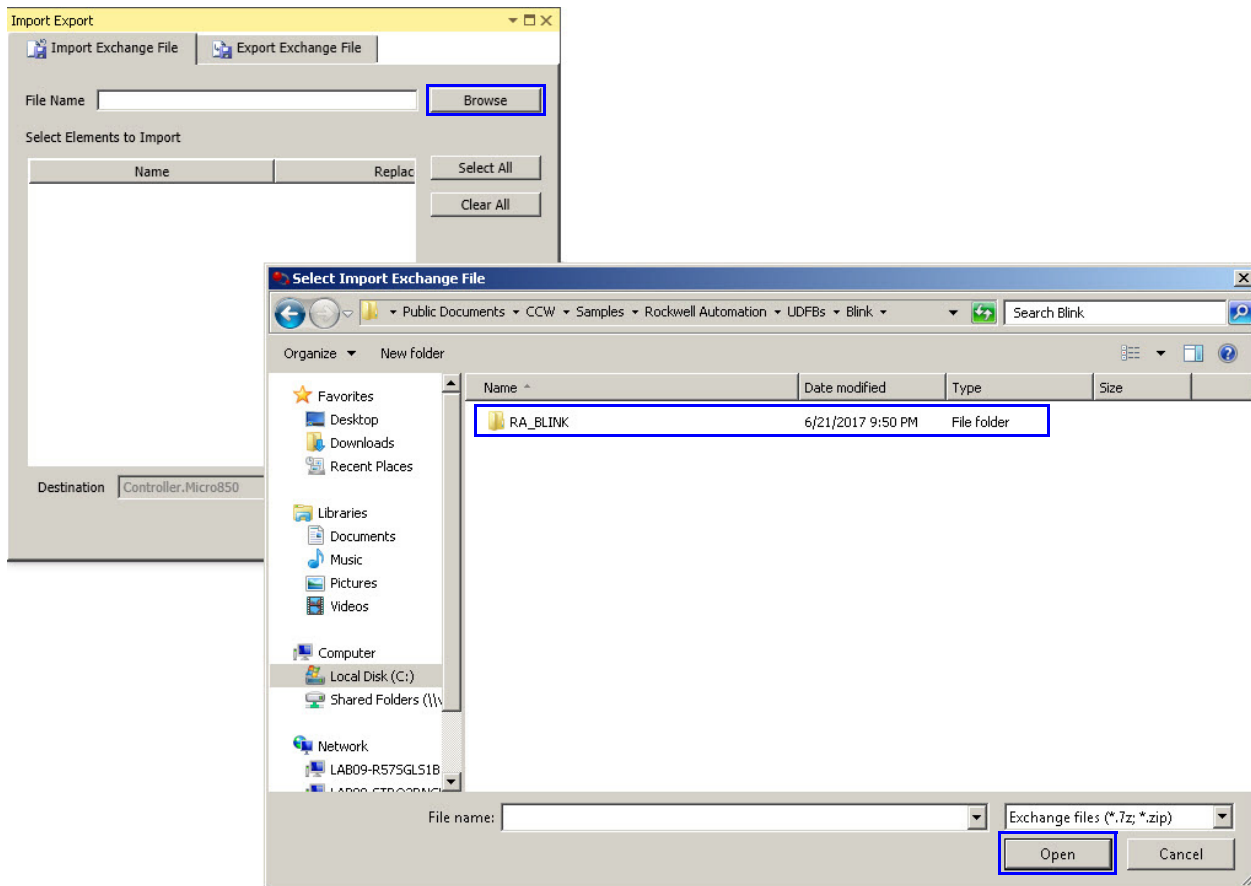 Import Export
Import Exchange File
Export Exchange File
File Name
Browse
Select Elements to Import
Name
Replac
Select All
Clear All
Destination
Controller.Micro850
Select Import Exchange File
Public Documents
CCW
Samples
Rockwell Automation
UDFBs
Blink
Search Blink
Organize
New folder
Name
Date modified
Type
Size
Favorites
Desktop
Downloads
Recent Places
Libraries
Documents
Music
Pictures
Videos
Computer
Local Disk (C:)
Shared Folders (\\
Network
LAB09-R57SGLS1B
RA_BLINK
6/21/2017 9:50 PM
File folder
File name:
Exchange files (*.7z; *.zip)
Open
Cancel